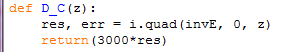 def D_C(z):
    res, err = i.quad(invE, 0, z)
    return(3000*res)